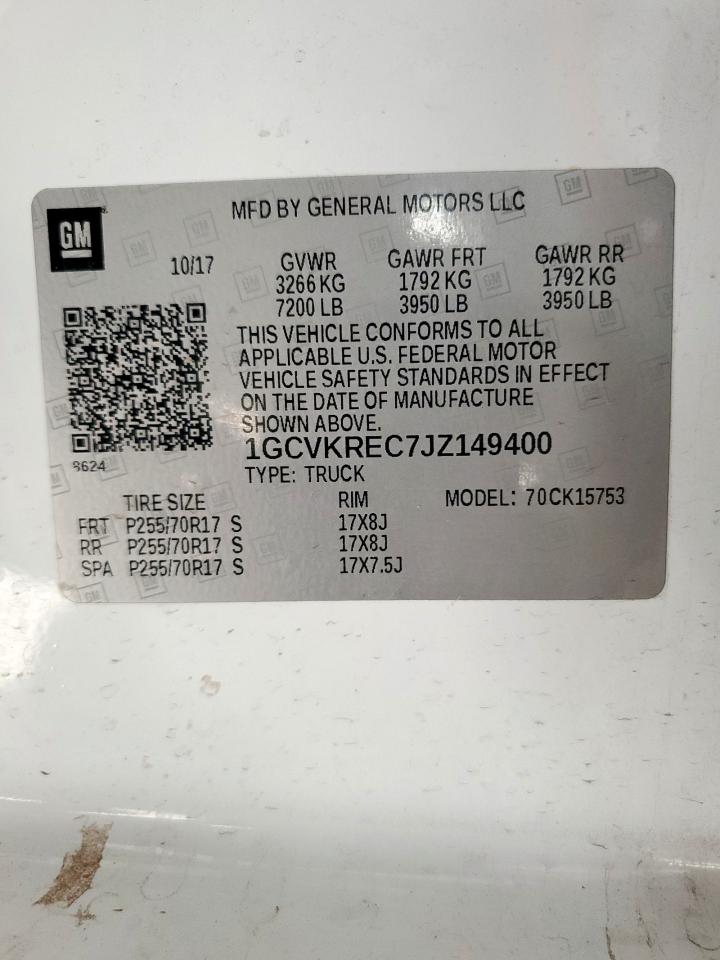 MFD BY GENERAL MOTORS LLC
GM
10/17 GVWR GAWR FRT GAWR RR
3266 KG 1792 KG 1792 KG
7200 LB 3950 LB 3950 LB
THIS VEHICLE CONFORMS TO ALL
APPLICABLE U.S. FEDERAL MOTOR
VEHICLE SAFETY STANDARDS IN EFFECT
ON THE DATE OF MANUFACTURE
SHOWN ABOVE.
1GCVKREC7JZ149400
8624
TYPE: TRUCK
TIRE SIZE RIM MODEL: 70CK15753
FRT P255/70R17 S 17X8J
RR P255/70R17 S 17X8J
SPA P255/70R17 S 17X7.5J